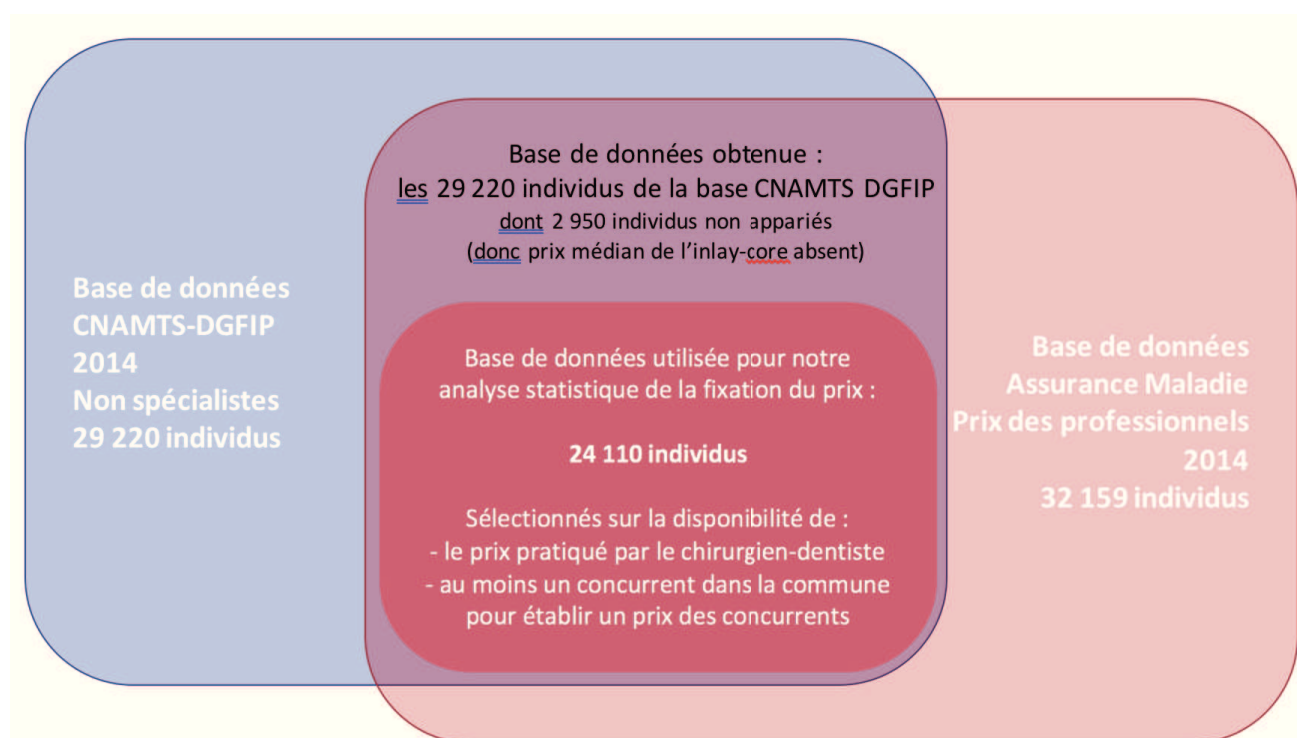 Base de données obtenue :
les 29 220 individus de la base CNAMTS DGFIP
dont 2 950 individus non appariés
(donc prix médian de l’inlay-core absent)
Base de données
CNAMTS-DGFIP
2014
Non spécialistes
29 220 individus
Base de données utilisée pour notre
analyse statistique de la fixation du prix :
24 110 individus
Sélectionnés sur la disponibilité de :
- le prix pratiqué par le chirurgien-dentiste
- au moins un concurrent dans la commune
pour établir un prix des concurrents
Base de données
Assurance Maladie
Prix des professionnels
2014
32 159 individus